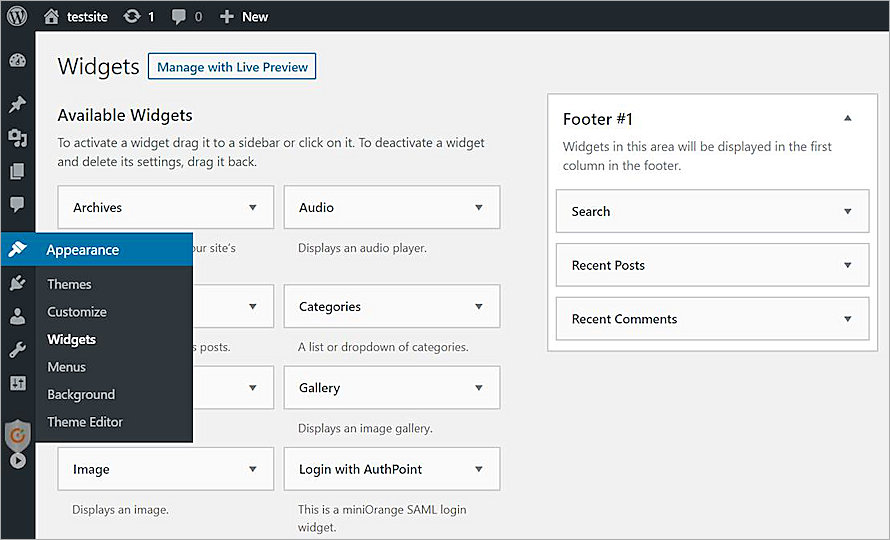 testsite 1 0 New
Widgets Manage with Live Preview
Available Widgets
To activate a widget drag it to a sidebar or click on it. To deactivate a widget
and delete its settings, drag it back.
Archives
Audio
our site's
Displays an audio player.
Appearance
Themes
Customize
Widgets
Menus
Background
Theme Editor
Categories
s posts.
A list or dropdown of categories.
Gallery
Displays an image gallery.
Image
Login with AuthPoint
Displays an image.
This is a miniOrange SAML login
widget.
Footer #1
Widgets in this area will be displayed in the first
column in the footer.
Search
Recent Posts
Recent Comments